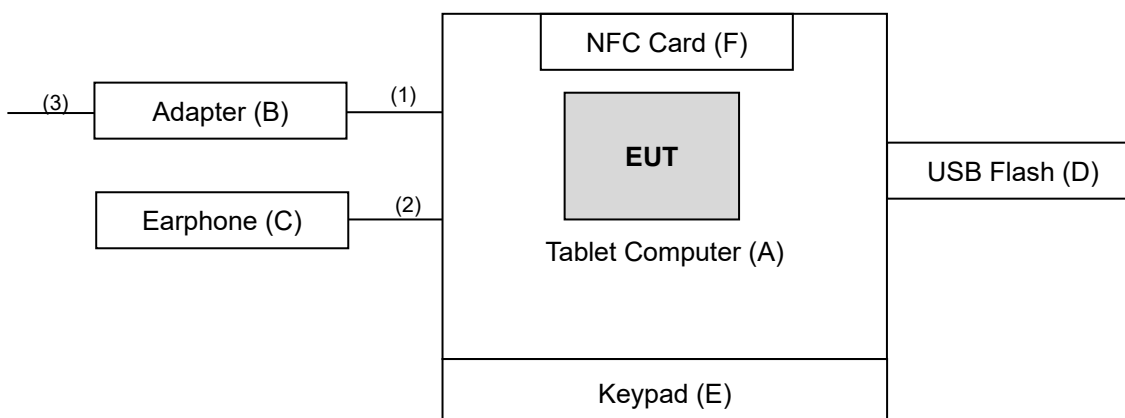 NFC Card (F)
(3)
Adapter (B)
(1)
EUT
USB Flash (D)
Earphone (C)
(2)
Tablet Computer (A)
Keypad (E)